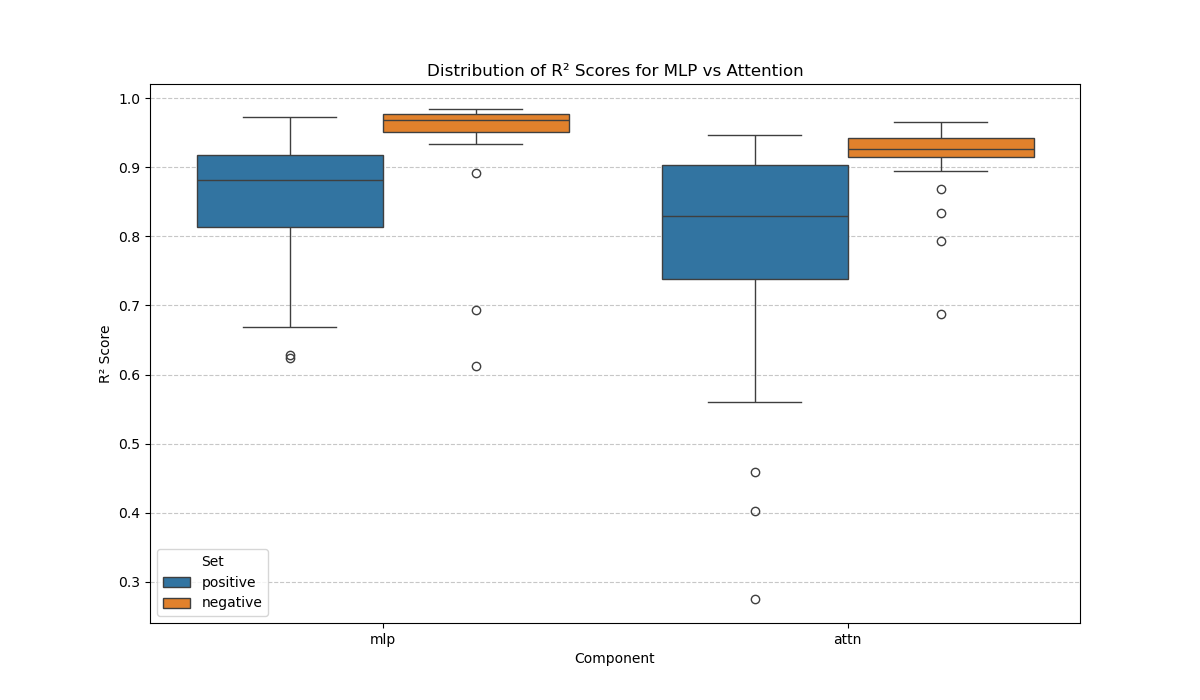 Distribution of R² Scores for MLP vs Attention
R² Score
1.0
0.9
0.8
0.7
0.6
0.5
0.4
0.3
Set
positive
negative
mlp
attn
Component